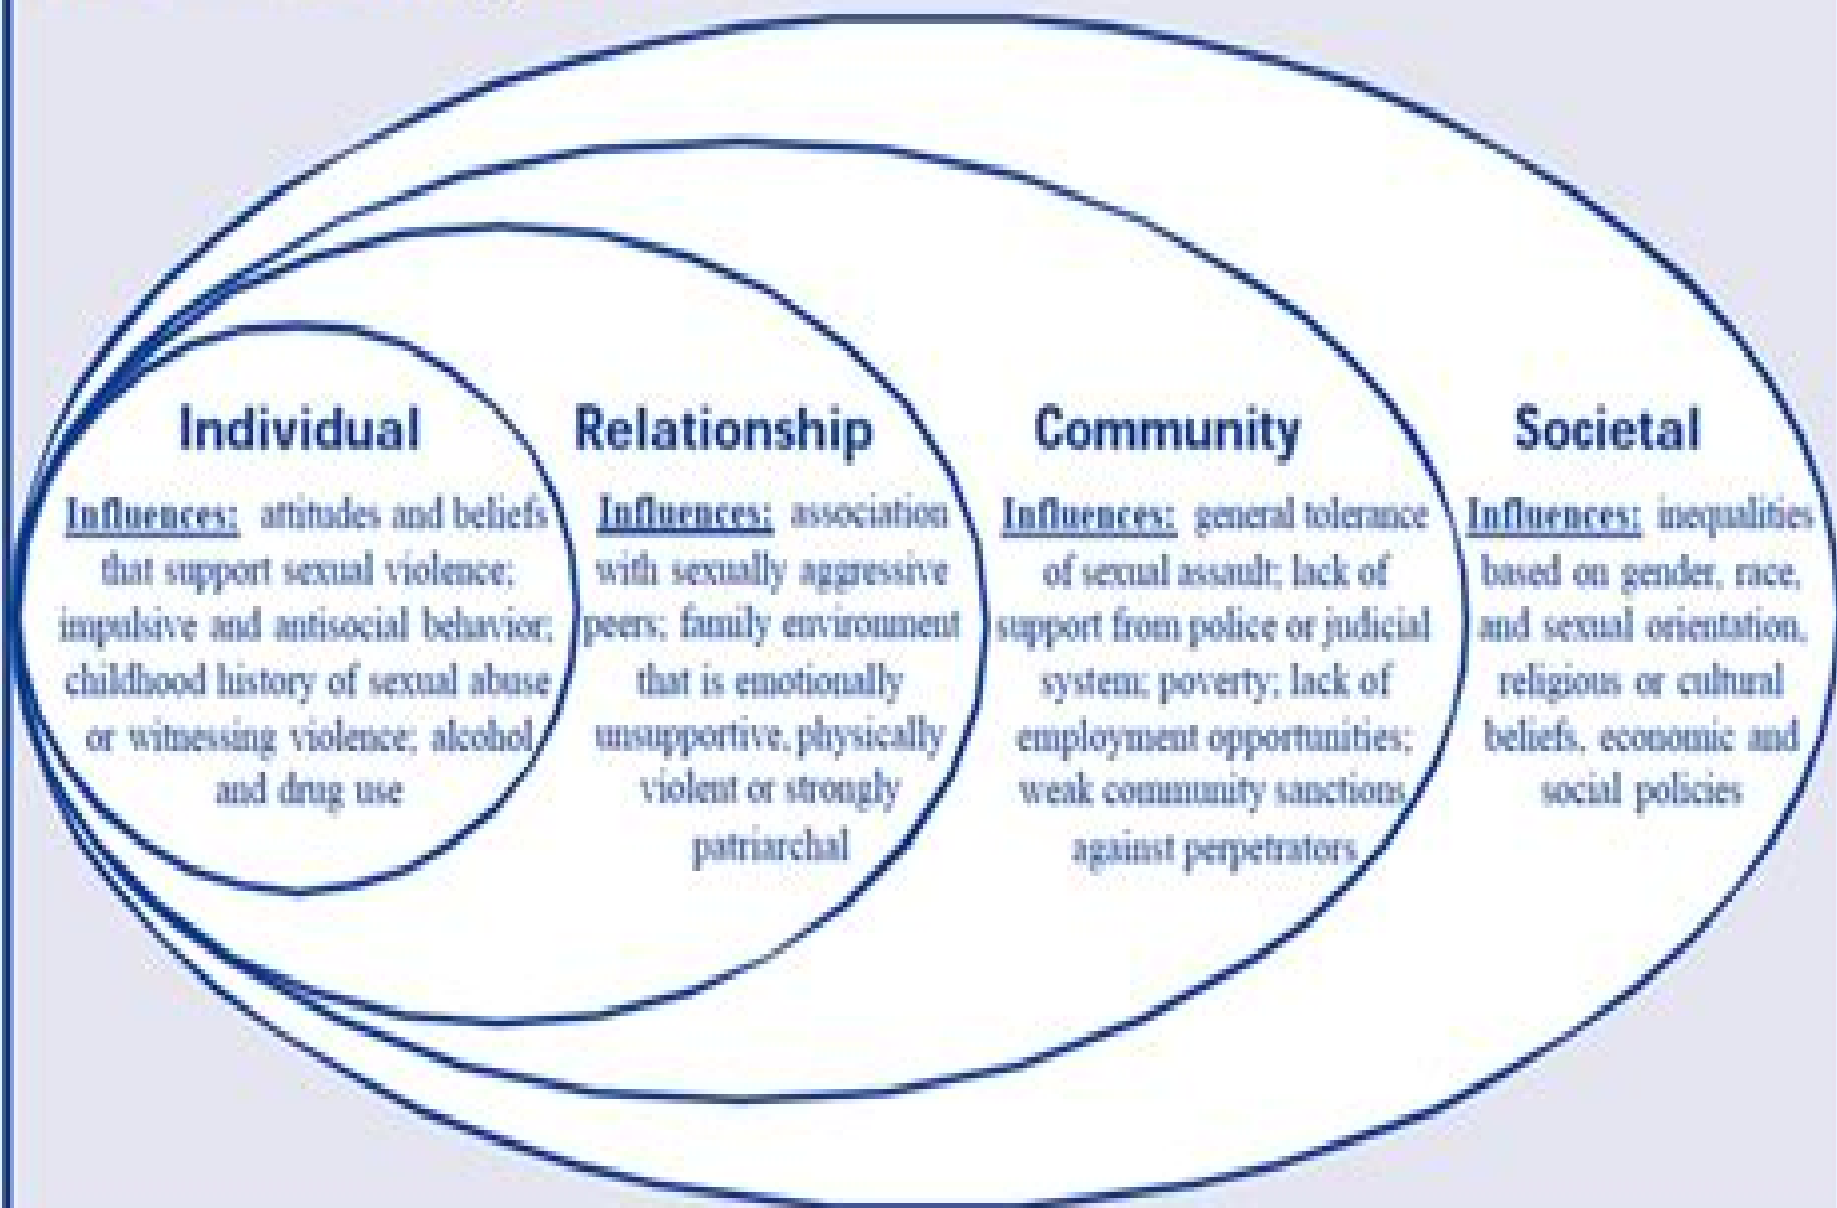 Individual
Influences: attitudes and beliefs
that support sexual violence;
impulsive and antisocial behavior;
childhood history of sexual abuse
or witnessing violence; alcohol
and drug use
Relationship
Influences: association
with sexually aggressive
peers; family environment
that is emotionally
unsupportive, physically
violent or strongly
patriarchal
Community
Influences: general tolerance
of sexual assault; lack of
support from police or judicial
system; poverty; lack of
employment opportunities;
weak community sanctions
against perpetrators
Societal
Influences: inequalities
based on gender, race,
and sexual orientation,
religious or cultural
beliefs, economic and
social policies